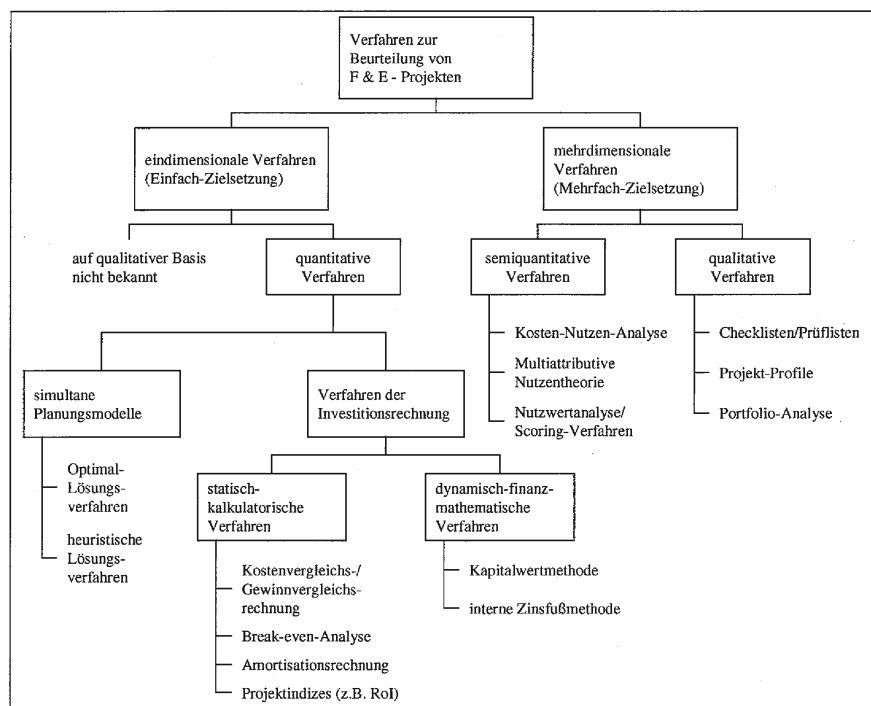 Verfahren zur
Beurteilung von
F & E - Projekten
eindimensionale Verfahren
(Einfach-Zielsetzung)
mehrdimensionale
Verfahren
(Mehrfach-Zielsetzung)
auf qualitativer Basis
nicht bekannt
quantitative
Verfahren
semiquantitative
Verfahren
qualitative
Verfahren
Kosten-Nutzen-Analyse
Multiattributive
Nutzentheorie
Nutzwertanalyse/
Scoring-Verfahren
Checklisten/Prüflisten
Projekt-Profile
Portfolio-Analyse
simultane
Planungsmodelle
Verfahren der
Investitionsrechnung
Optimal-
Lösungs-
verfahren
heuristische
Lösungs-
verfahren
statisch-
kalkulatorische
Verfahren
dynamisch-finanz-
mathematische
Verfahren
Kostenvergleichs-/
Gewinnvergleichs-
rechnung
Break-even-Analyse
Amortisationsrechnung
Projektindizes (z.B. RoI)
Kapitalwertmethode
interne Zinsfußmethode